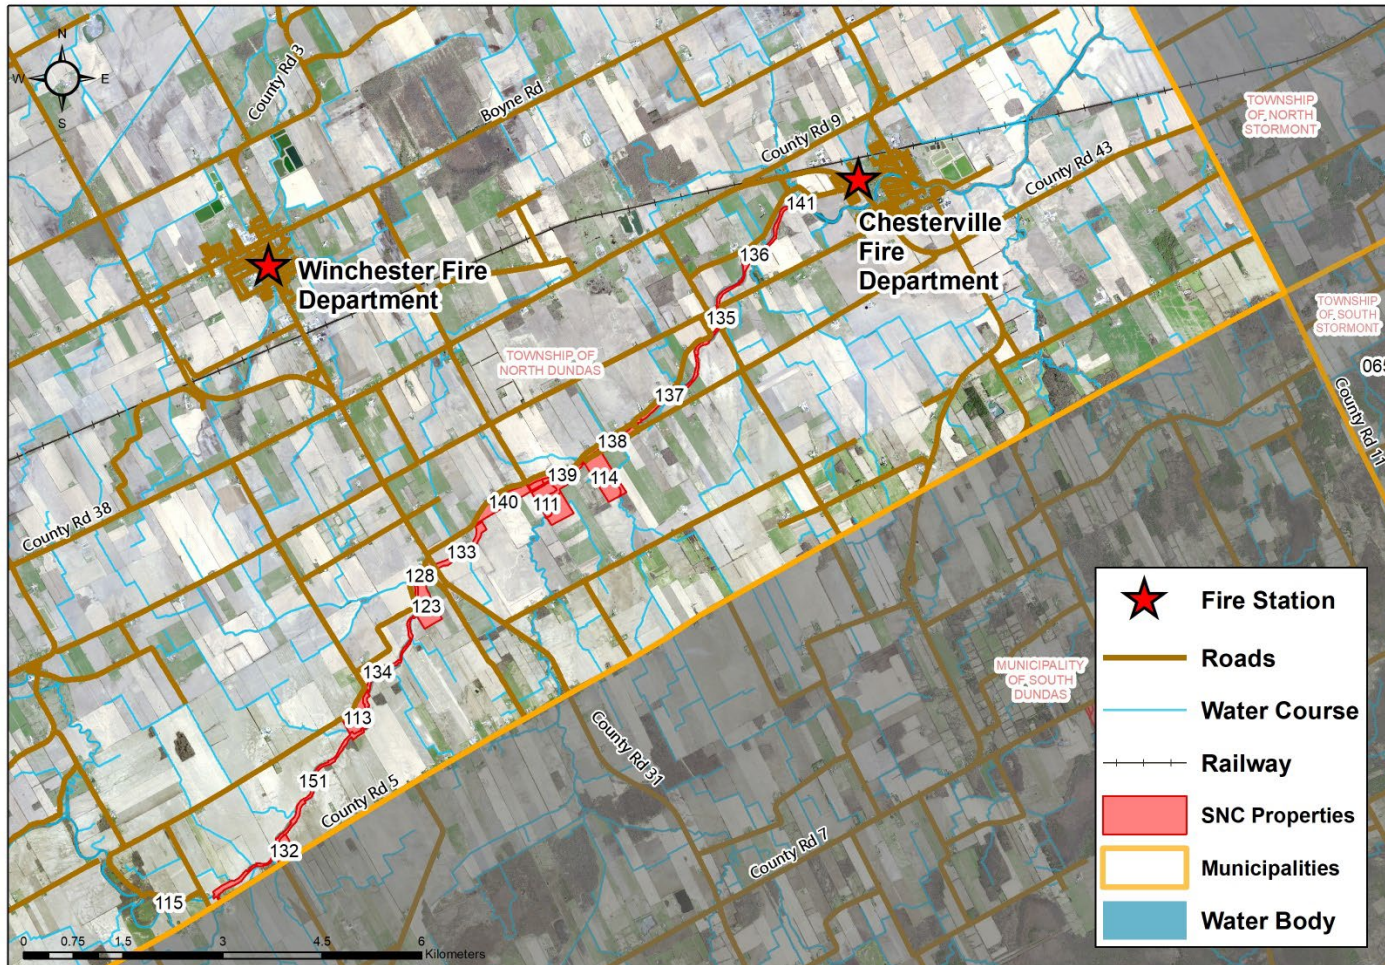 N
W
E
S
County Rd 3
Boyne Rd
County Rd 9
County Rd 43
TOWNSHIP
OF NORTH
STORMONT
141
Chesterville
Fire
Department
136
Winchester Fire
Department
135
TOWNSHIP OF
NORTH DUNDAS
TOWNSHIP
OF SOUTH
STORMONT
065
137
County Rd 11
138
139
114
140
111
County Rd 38
133
128
123
134
113
MUNICIPALITY
OF SOUTH
DUNDAS
151
County Rd 5
County Rd 31
132
County Rd 7
115
Fire Station
Roads
Water Course
Railway
SNC Properties
Municipalities
Water Body
0 0.75 1.5 3 4.5 6
Kilometers